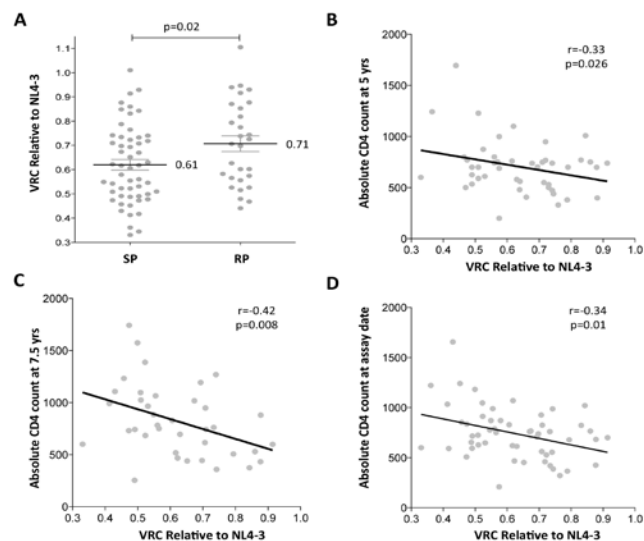 A
p=0.02
VRC Relative to NL4-3
1.1
1.0
0.9
0.8
0.7
0.6
0.5
0.4
0.3
0.61
0.71
SP
RP
B
r=-0.33
p=0.026
Absolute CD4 count at 5 yrs
2000
1500
1000
500
0
0.3
0.4
0.5
0.6
0.7
0.8
0.9
1.0
VRC Relative to NL4-3
C
r=-0.42
p=0.008
Absolute CD4 count at 7.5 yrs
2000
1500
1000
500
0
0.3
0.4
0.5
0.6
0.7
0.8
0.9
1.0
VRC Relative to NL4-3
D
r=-0.34
p=0.01
Absolute CD4 count at assay date
2000
1500
1000
500
0
0.3
0.4
0.5
0.6
0.7
0.8
0.9
1.0
VRC Relative to NL4-3